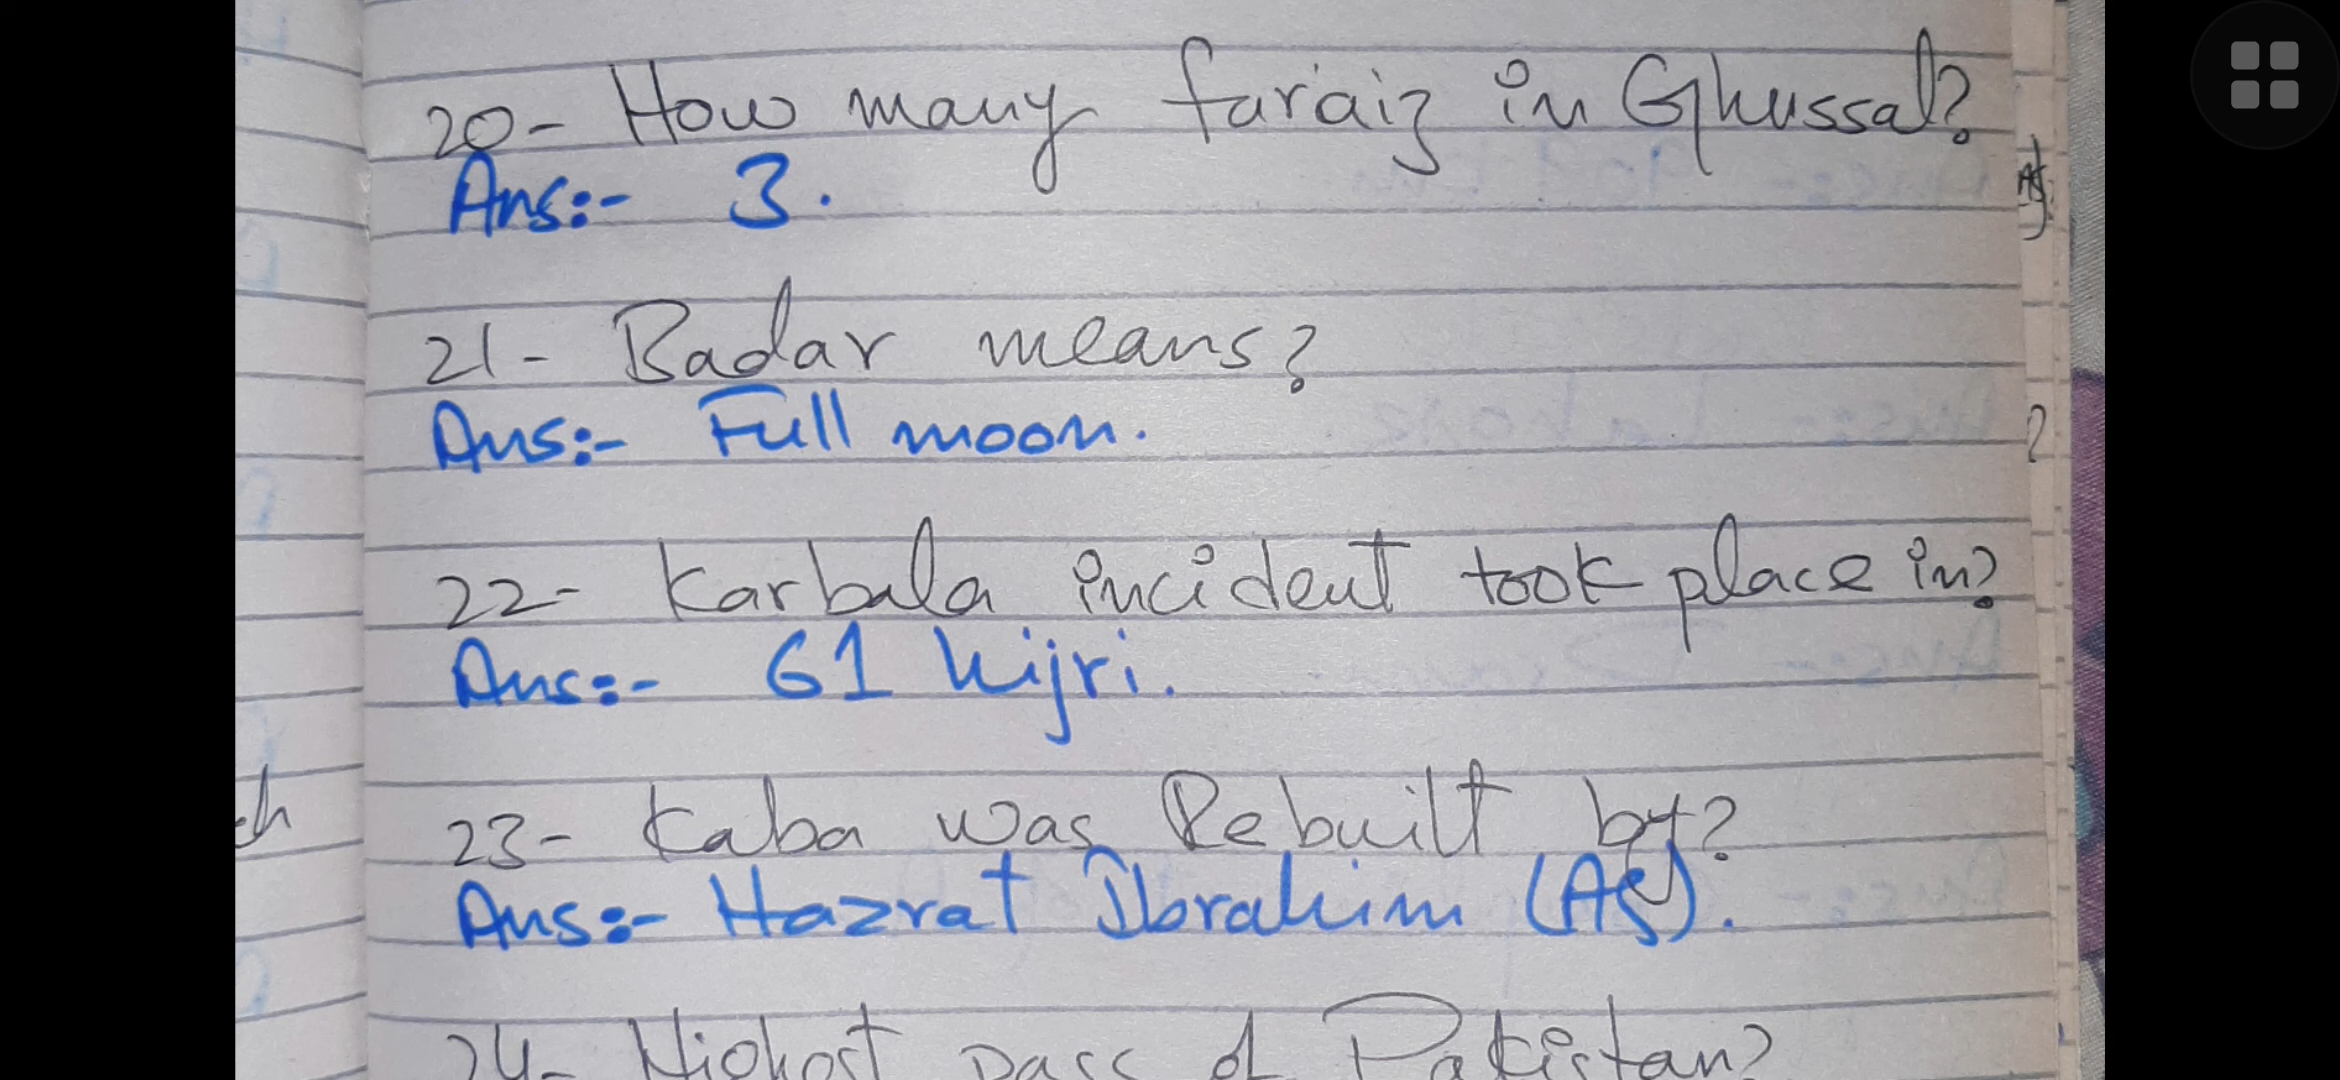 20- How many faraiz in Ghussal?
Ans:- 3.
21- Badar means?
Ans:- Full moon.
22- Karbala incident took place in?
Ans:- 61 hijri.
23- Kaba was Rebuilt by?
Ans:- Hazrat Ibrahim (AS).
24- Highest pass of Pakistan?